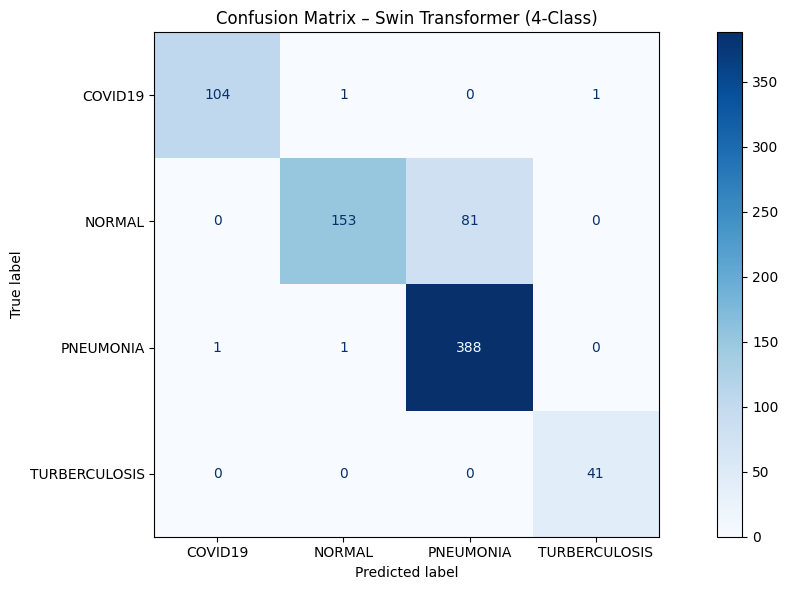 Confusion Matrix – Swin Transformer (4-Class)
True label
COVID19 104 1 0 1
NORMAL 0 153 81 0
PNEUMONIA 1 1 388 0
TURBERCULOSIS 0 0 0 41
COVID19 NORMAL PNEUMONIA TURBERCULOSIS
Predicted label
350
300
250
200
150
100
50
0